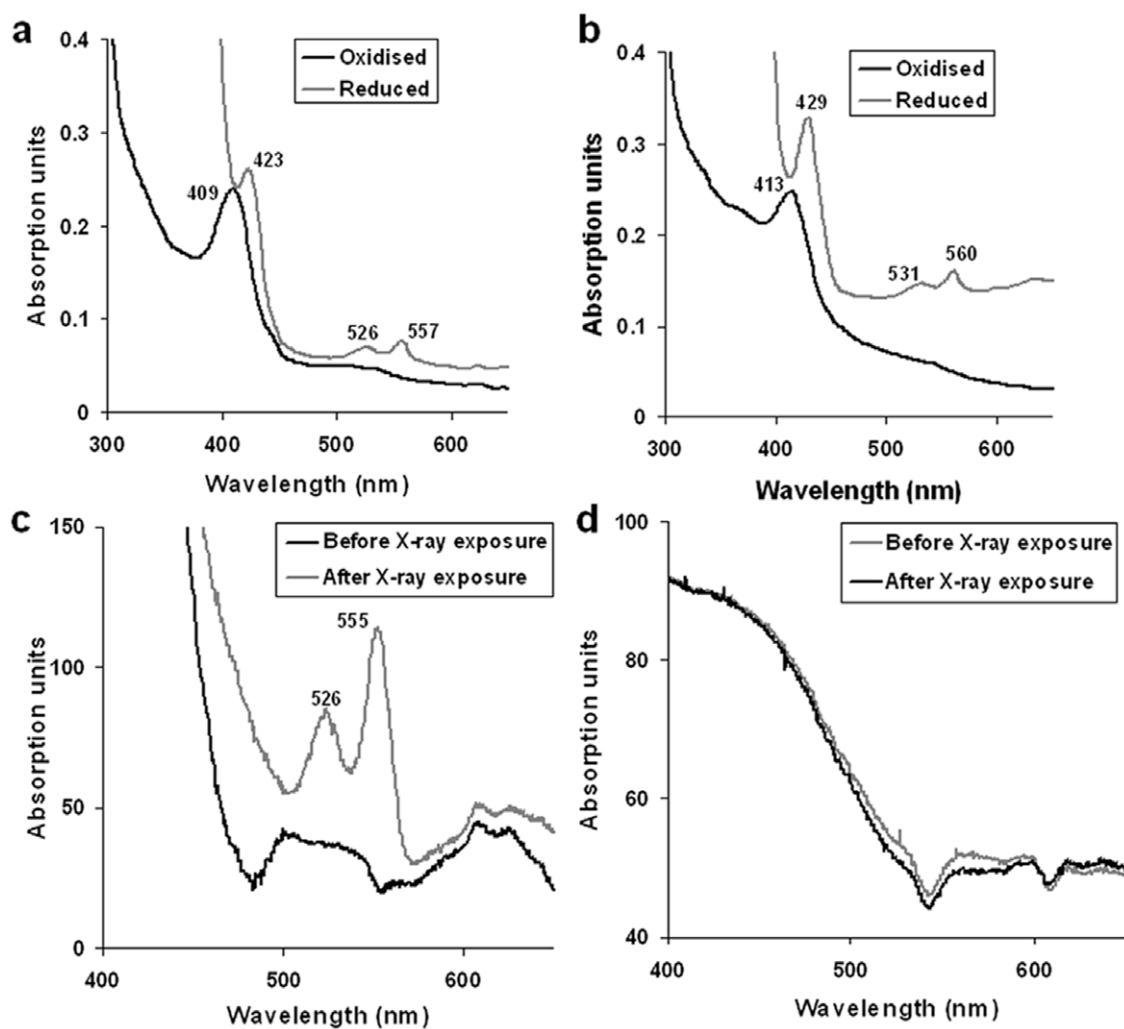 a
0.4
0.3
0.2
0.1
0
Absorption units
Oxidised
Reduced
409
423
526
557
300
400
500
600
Wavelength (nm)
b
0.4
0.3
0.2
0.1
0
Absorption units
Oxidised
Reduced
413
429
531
560
300
400
500
600
Wavelength (nm)
c
150
100
50
0
Absorption units
Before X-ray exposure
After X-ray exposure
526
555
400
500
600
Wavelength (nm)
d
100
80
60
40
Absorption units
Before X-ray exposure
After X-ray exposure
400
500
600
Wavelength (nm)